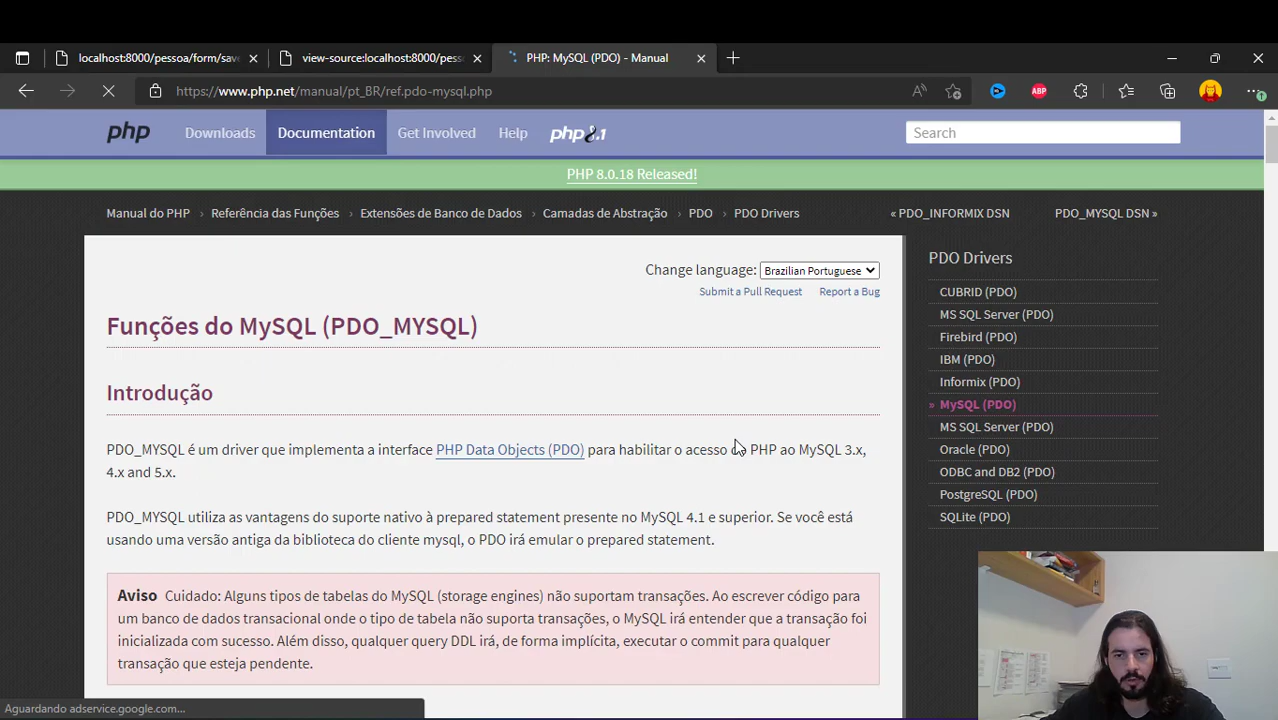 localhost:8000/pessoa/form/save
view-source:localhost:8000/pesso
PHP: MySQL (PDO) - Manual
https://www.php.net/manual/pt_BR/ref.pdo-mysql.php
ABP
php
Downloads
Documentation
Get Involved
Help
php8.1
Search
PHP 8.0.18 Released!
Manual do PHP › Referência das Funções › Extensões de Banco de Dados › Camadas de Abstração › PDO › PDO Drivers
« PDO_INFORMIX DSN
PDO_MYSQL DSN »
Change language: Brazilian Portuguese
Submit a Pull Request Report a Bug
Funções do MySQL (PDO_MYSQL)
Introdução
PDO_MYSQL é um driver que implementa a interface PHP Data Objects (PDO) para habilitar o acesso do PHP ao MySQL 3.x,
4.x and 5.x.
PDO_MYSQL utiliza as vantagens do suporte nativo à prepared statement presente no MySQL 4.1 e superior. Se você está
usando uma versão antiga da biblioteca do cliente mysql, o PDO irá emular o prepared statement.
Aviso Cuidado: Alguns tipos de tabelas do MySQL (storage engines) não suportam transações. Ao escrever código para
um banco de dados transacional onde o tipo de tabela não suporta transações, o MySQL irá entender que a transação foi
inicializada com sucesso. Além disso, qualquer query DDL irá, de forma implícita, executar o commit para qualquer
transação que esteja pendente.
PDO Drivers
CUBRID (PDO)
MS SQL Server (PDO)
Firebird (PDO)
IBM (PDO)
Informix (PDO)
» MySQL (PDO)
MS SQL Server (PDO)
Oracle (PDO)
ODBC and DB2 (PDO)
PostgreSQL (PDO)
SQLite (PDO)
Aguardando adservice.google.com...